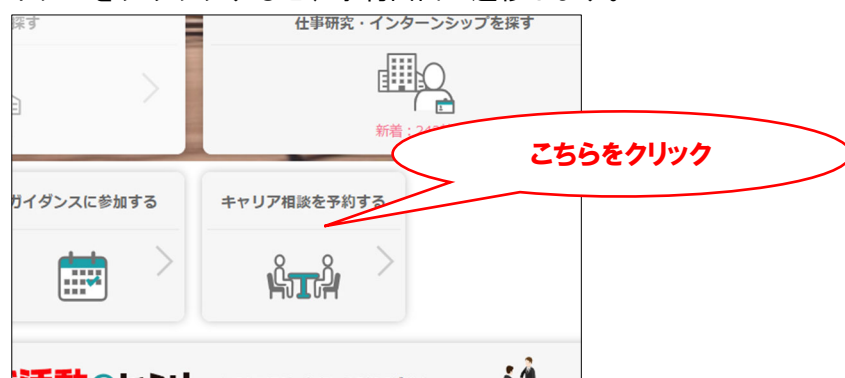 探す
仕事研究・インターンシップを探す
新着：
こちらをクリック
ガイダンスに参加する
キャリア相談を予約する